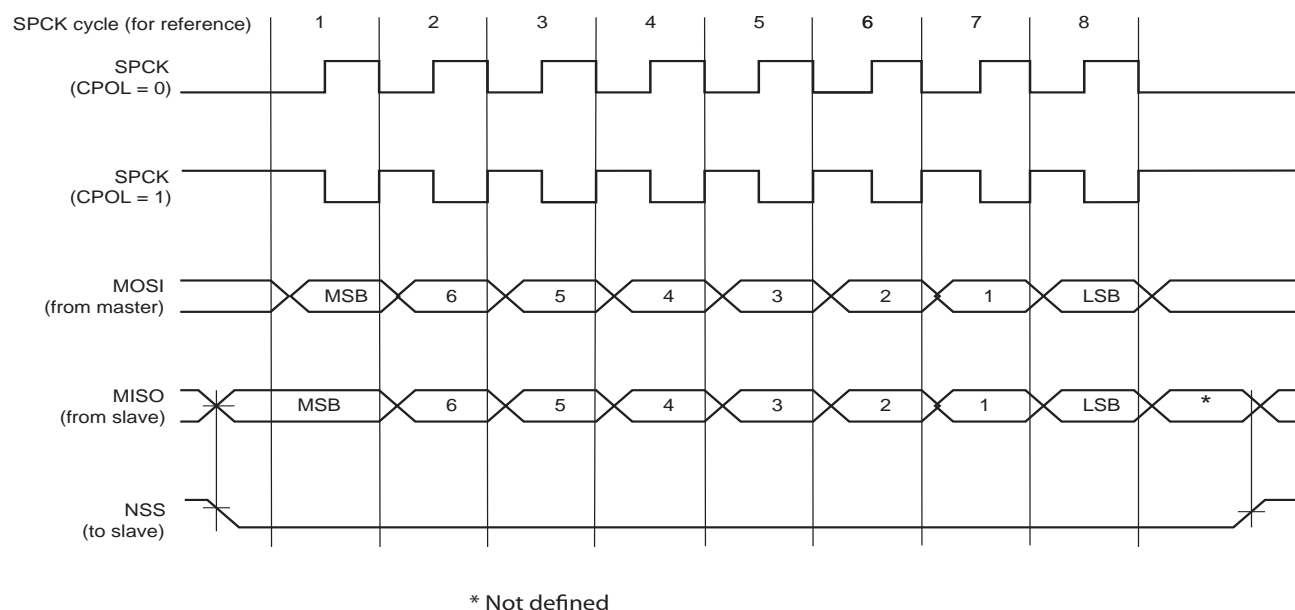 SPCK cycle (for reference) 1 2 3 4 5 6 7 8
SPCK
(CPOL = 0)
SPCK
(CPOL = 1)
MOSI
(from master)
MSB 6 5 4 3 2 1 LSB
MISO
(from slave)
MSB 6 5 4 3 2 1 LSB *
NSS
(to slave)
* Not defined